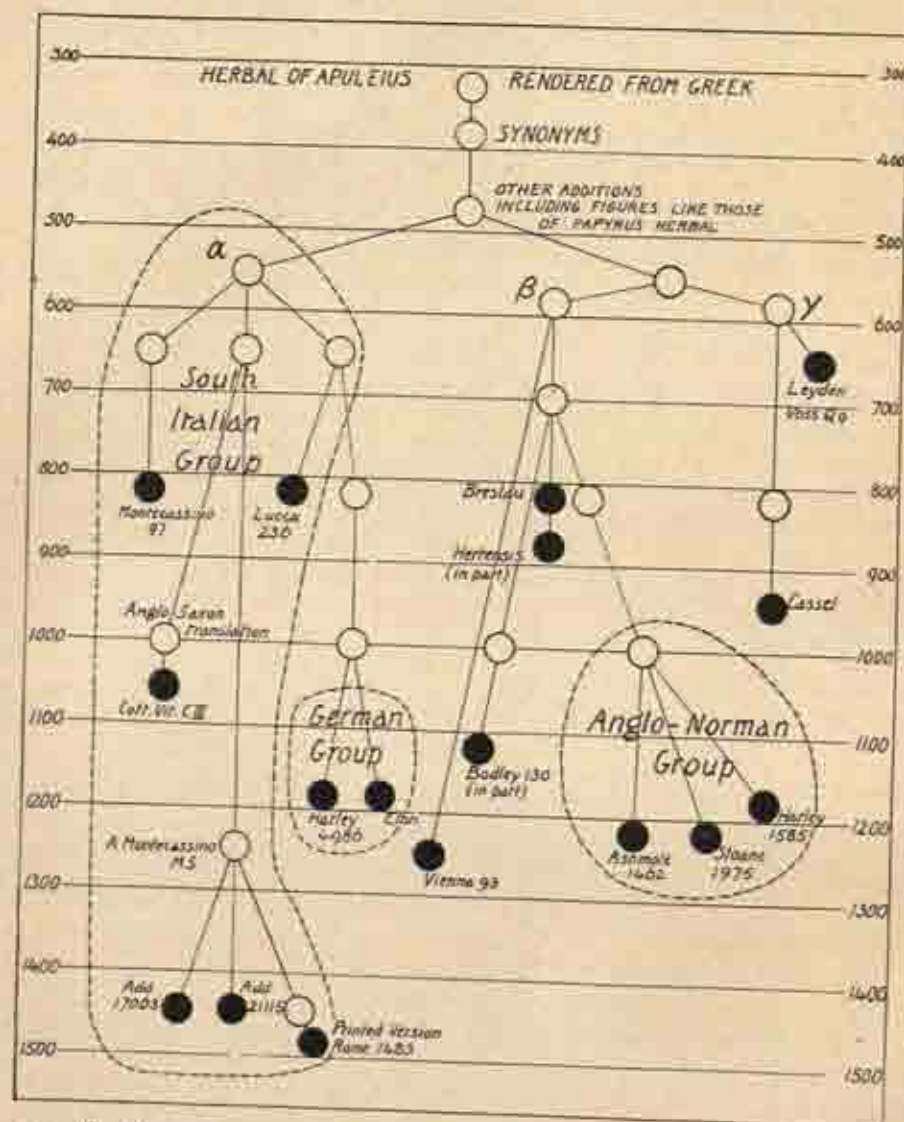 HERBAL OF APULEIUS
RENDERED FROM GREEK
SYNONYMS
OTHER ADDITIONS
INCLUDING FIGURES LIKE THOSE
OF PAPYRUS HERBAL
300
400
500
600
700
800
900
1000
1100
1200
1300
1400
1500
300
400
500
600
700
800
900
1000
1100
1200
1300
1400
1500
α
β
γ
South
Italian
Group
Leyden
Voss Q9
Montecassino
97
Lucca
236
Breslau
Hertensis
(in part)
Cassel
Anglo Saxon
Translation
Cott. Vit. C III
German
Group
Harley
4986
Bodley 130
(in part)
Anglo-Norman
Group
Harley
1585
Ashmole
1462
Sloane
1975
A Montecassino
MS
Vienna 93
Add
17063
Add
21115
Printed version
Rome 1483